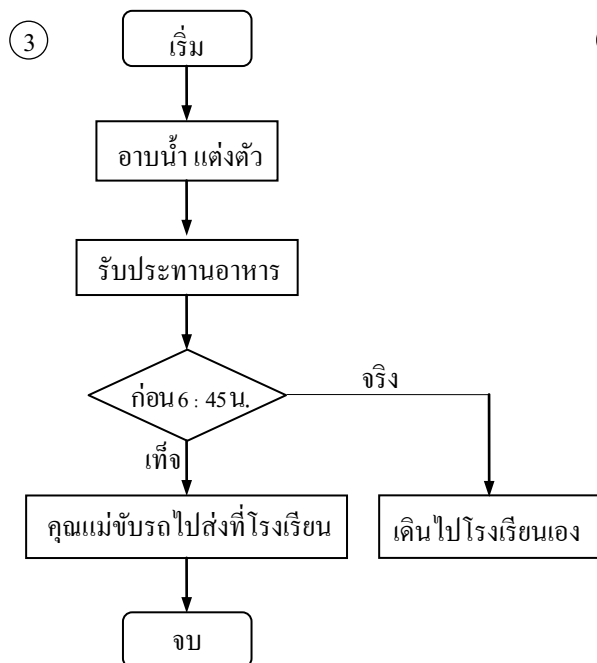 3
เริ่ม
อาบน้ำ แต่งตัว
รับประทานอาหาร
ก่อน 6 : 45 น.
จริง
เท็จ
คุณแม่ขับรถไปส่งที่โรงเรียน
เดินไปโรงเรียนเอง
จบ